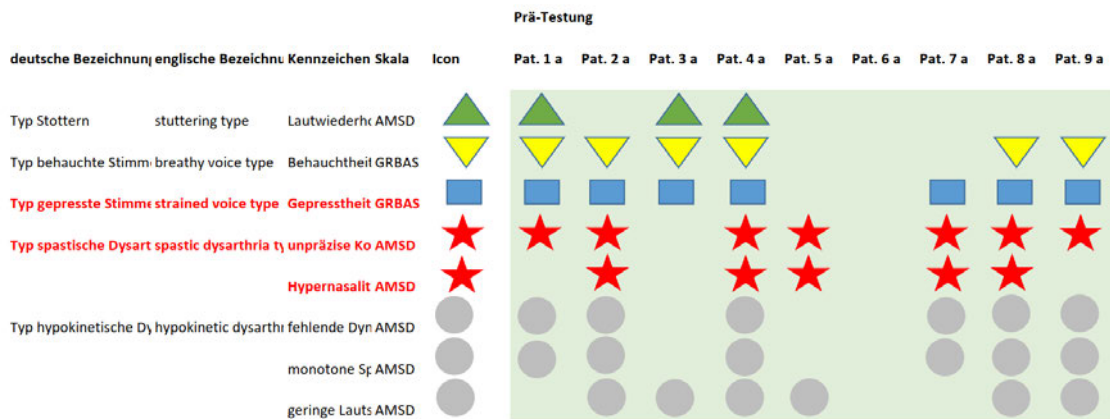 Prä-Testung
deutsche Bezeichnung englische Bezeichnu Kennzeichen Skala Icon Pat. 1 a Pat. 2 a Pat. 3 a Pat. 4 a Pat. 5 a Pat. 6 a Pat. 7 a Pat. 8 a Pat. 9 a
Typ Stottern stuttering type Lautwiederho AMSD
Typ behauchte Stimme breathy voice type Behauchtheit GRBAS
Typ gepresste Stimme strained voice type Gepresstheit GRBAS
Typ spastische Dysart spastic dysarthria ty unpräzise Ko AMSD
Hypernasalit AMSD
Typ hypokinetische Dy hypokinetic dysarthr fehlende Dyn AMSD
monotone Sp AMSD
geringe Lauts AMSD